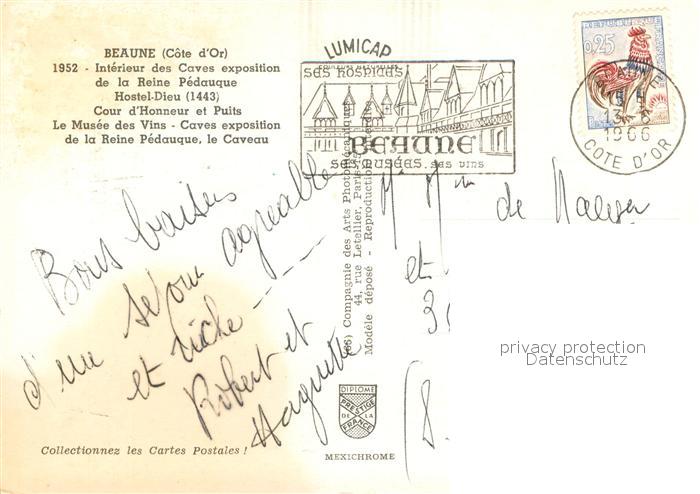 BEAUNE (Côte d'Or)
1952 - Intérieur des Caves exposition
de la Reine Pédauque
Hostel-Dieu (1443)
Cour d'Honneur et Puits
Le Musée des Vins - Caves exposition
de la Reine Pédauque, le Caveau
LUMICAP
SES HOSPICES
BEAUNE
SES MUSÉES, SES VINS
0,25
13-5
1966
COTE D'OR
Bons baisers
d'un séjour agréable
et riche
Robert et
Huguette
Compagnie des Arts Photomécaniques
44, rue Letellier, Paris
Modèle déposé - Reproduction
M. Mme
de
et
privacy protection
Datenschutz
DIPLOME
PRESTIGE
DE LA
FRANCE
MEXICHROME
Collectionnez les Cartes Postales !